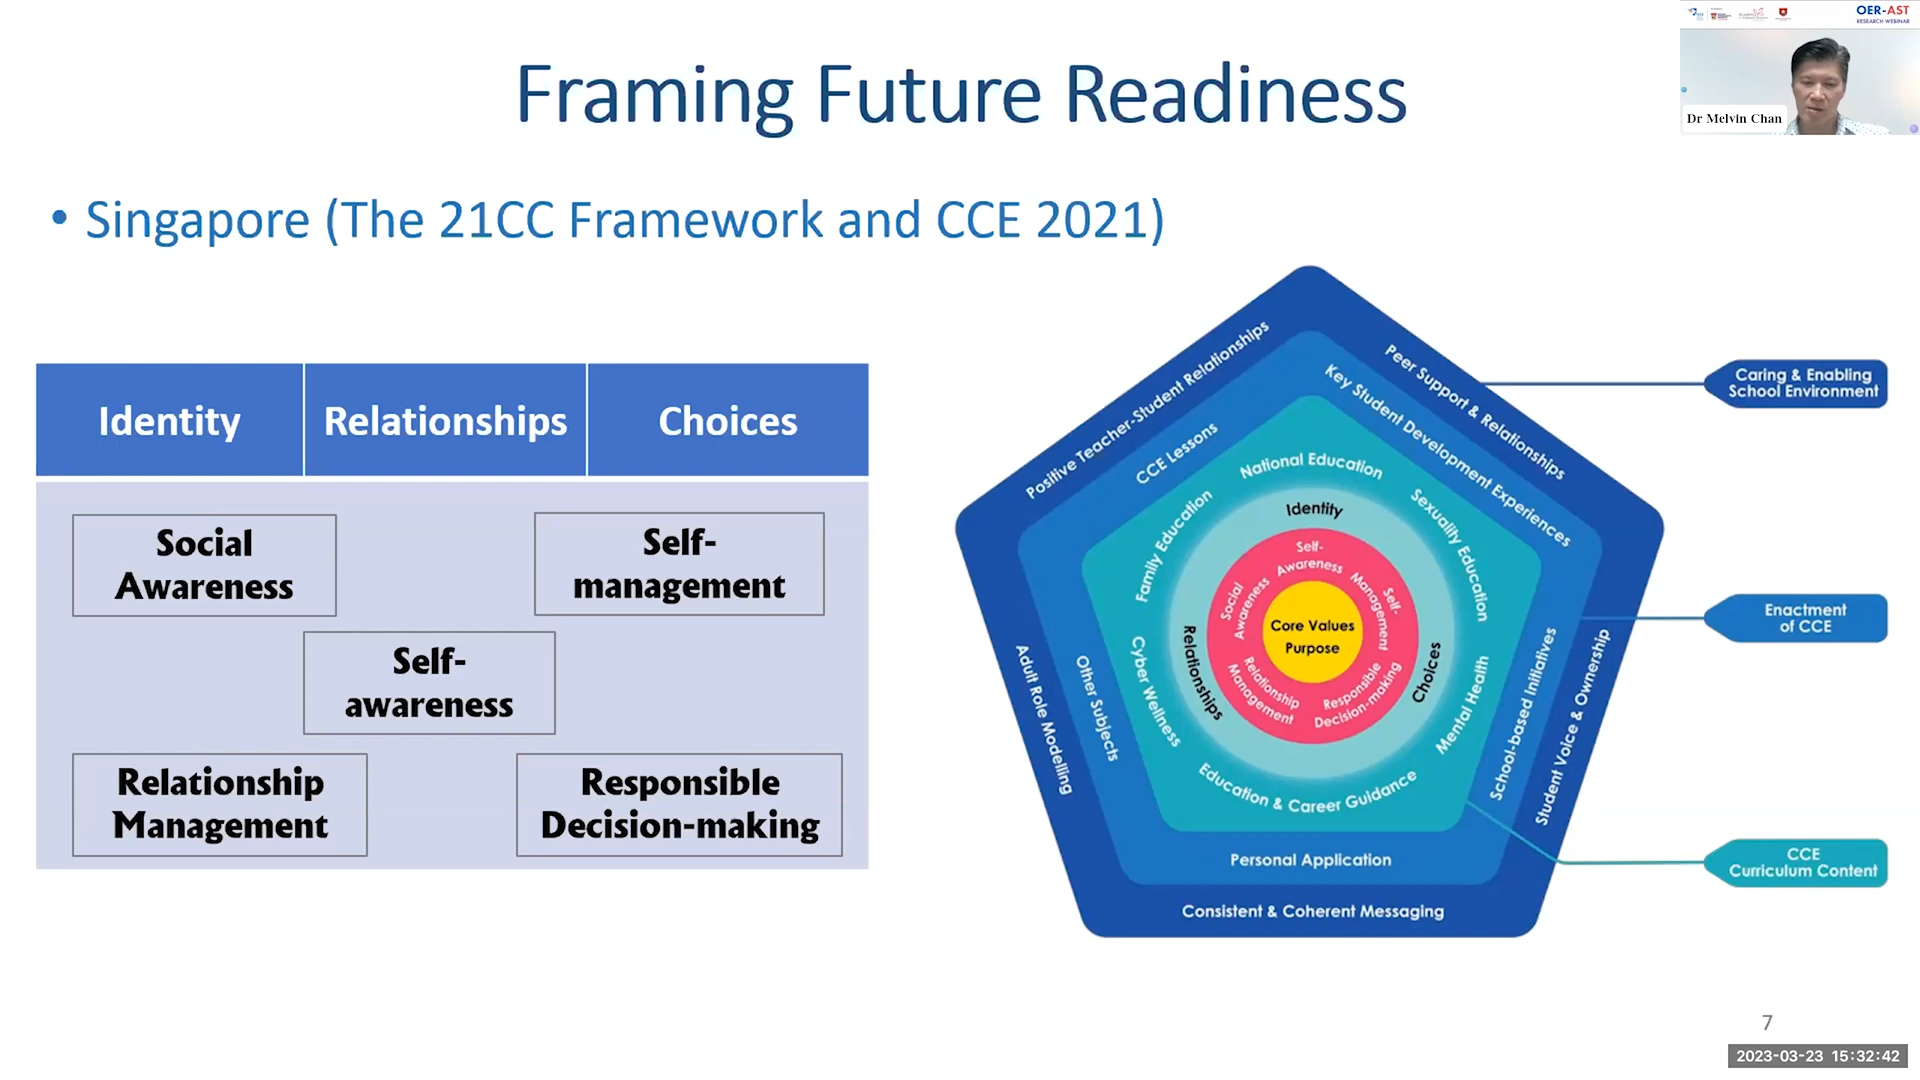 OER-AST
RESEARCH WEBINAR
Dr Melvin Chan
Framing Future Readiness
• Singapore (The 21CC Framework and CCE 2021)
Identity
Relationships
Choices
Social
Awareness
Self-
management
Self-
awareness
Relationship
Management
Responsible
Decision-making
Positive Teacher-Student Relationships
Peer Support & Relationships
Adult Role Modelling
Student Voice & Ownership
Consistent & Coherent Messaging
CCE Lessons
Key Student Development Experiences
Other Subjects
School-based Initiatives
Personal Application
National Education
Family Education
Sexuality Education
Cyber Wellness
Mental Health
Education & Career Guidance
Identity
Relationships
Choices
Self-
Awareness
Social
Awareness
Self-
Management
Relationship
Management
Responsible
Decision-making
Core Values
Purpose
Caring & Enabling
School Environment
Enactment
of CCE
CCE
Curriculum Content
7
2023-03-23 15:32:42